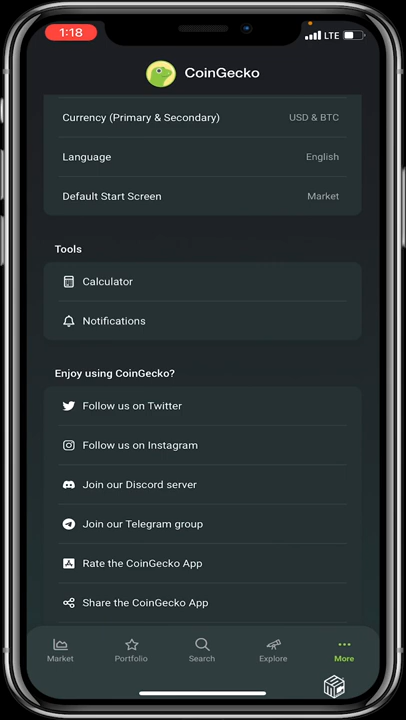 1:18
LTE
CoinGecko
Currency (Primary & Secondary) USD & BTC
Language English
Default Start Screen Market
Tools
Calculator
Notifications
Enjoy using CoinGecko?
Follow us on Twitter
Follow us on Instagram
Join our Discord server
Join our Telegram group
Rate the CoinGecko App
Share the CoinGecko App
Market Portfolio Search Explore More